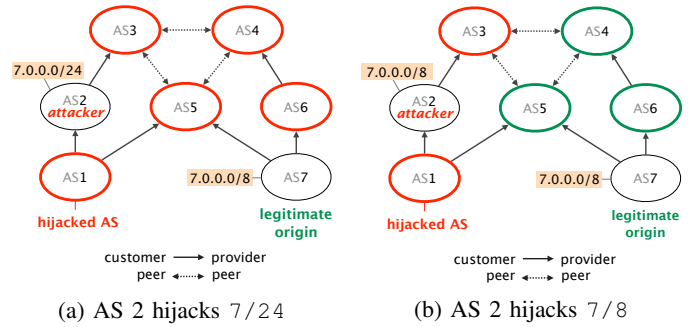 AS3
AS4
7.0.0.0/24
AS2
attacker
AS5
AS6
AS1
7.0.0.0/8
AS7
hijacked AS
legitimate
origin
customer provider
peer peer
(a) AS 2 hijacks 7/24
AS3
AS4
7.0.0.0/8
AS2
attacker
AS5
AS6
AS1
7.0.0.0/8
AS7
hijacked AS
legitimate
origin
customer provider
peer peer
(b) AS 2 hijacks 7/8